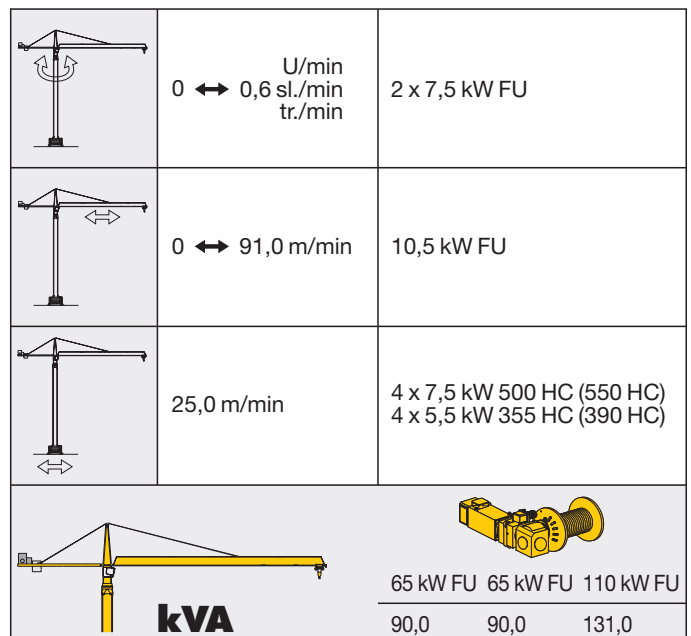 U/min
0 ↔ 0,6 sl./min
tr./min
2 x 7,5 kW FU
0 ↔ 91,0 m/min
10,5 kW FU
25,0 m/min
4 x 7,5 kW 500 HC (550 HC)
4 x 5,5 kW 355 HC (390 HC)
kVA
65 kW FU 65 kW FU 110 kW FU
90,0 90,0 131,0